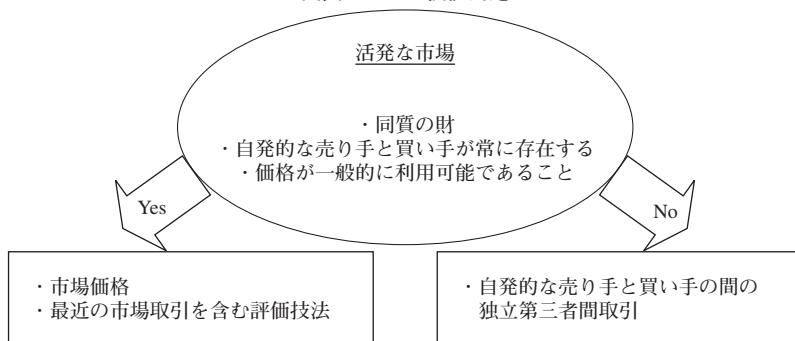 活発な市場
・同質の財
・自発的な売り手と買い手が常に存在する
・価格が一般的に利用可能であること
Yes
No
・市場価格
・最近の市場取引を含む評価技法
・自発的な売り手と買い手の間の
独立第三者間取引